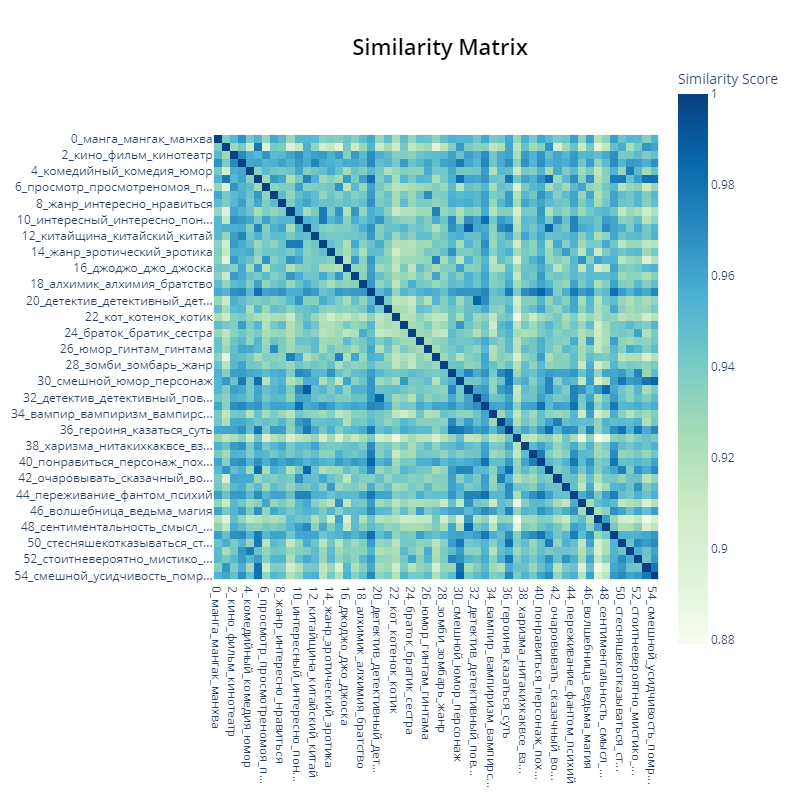 Similarity Matrix
Similarity Score
1
0.98
0.96
0.94
0.92
0.9
0.88
0_манга_мангак_манхва
2_кино_фильм_кинотеатр
4_комедийный_комедия_юмор
6_просмотр_просмотреномоя_п...
8_жанр_интересно_нравиться
10_интересный_интересно_пон...
12_китайщина_китайский_китай
14_жанр_эротический_эротика
16_джоджо_джо_джоска
18_алхимик_алхимия_братство
20_детектив_детективный_дет...
22_кот_котенок_котик
24_браток_братик_сестра
26_юмор_гинтам_гинтама
28_зомби_зомбарь_жанр
30_смешной_юмор_персонаж
32_детектив_детективный_пов...
34_вампир_вампиризм_вампирс...
36_героиня_казаться_суть
38_харизма_нитакихкаквсе_вз...
40_понравиться_персонаж_пох...
42_очаровывать_сказачный_во...
44_переживание_фантом_психий
46_волшебница_ведьма_магия
48_сентиментальность_смысл_...
50_стесняшекотказываться_ст...
52_стоитневероятно_мистико_...
54_смешной_усидчивость_помр...
0_манга_мангак_манхва
2_кино_фильм_кинотеатр
4_комедийный_комедия_юмор
6_просмотр_просмотреномоя_п...
8_жанр_интересно_нравиться
10_интересный_интересно_пон...
12_китайщина_китайский_китай
14_жанр_эротический_эротика
16_джоджо_джо_джоска
18_алхимик_алхимия_братство
20_детектив_детективный_дет...
22_кот_котенок_котик
24_браток_братик_сестра
26_юмор_гинтам_гинтама
28_зомби_зомбарь_жанр
30_смешной_юмор_персонаж
32_детектив_детективный_пов...
34_вампир_вампиризм_вампирс...
36_героиня_казаться_суть
38_харизма_нитакихкаквсе_вз...
40_понравиться_персонаж_пох...
42_очаровывать_сказачный_во...
44_переживание_фантом_психий
46_волшебница_ведьма_магия
48_сентиментальность_смысл_...
50_стесняшекотказываться_ст...
52_стоитневероятно_мистико_...
54_смешной_усидчивость_помр...